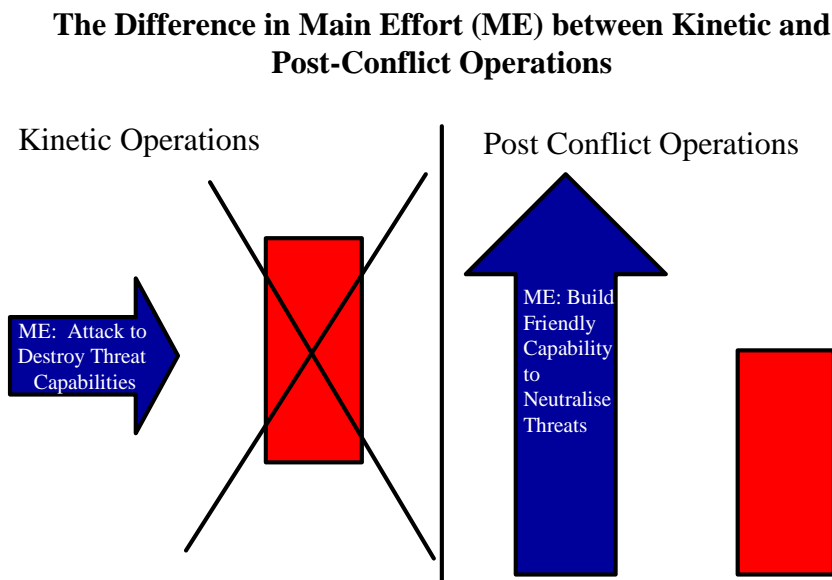 The Difference in Main Effort (ME) between Kinetic and
Post-Conflict Operations
Kinetic Operations
ME:  Attack to
Destroy Threat
Capabilities
Post Conflict Operations
ME: Build
Friendly
Capability
to
Neutralise
Threats